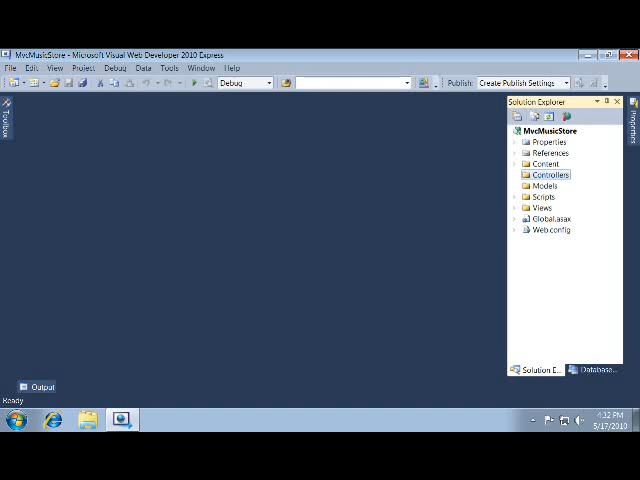 MvcMusicStore - Microsoft Visual Web Developer 2010 Express
File Edit View Project Debug Data Tools Window Help
Debug Publish: Create Publish Settings
Toolbox
Solution Explorer
Properties
MvcMusicStore
Properties
References
Content
Controllers
Models
Scripts
Views
Global.asax
Web.config
Solution E... Database...
Output
Ready
4:32 PM
5/17/2010